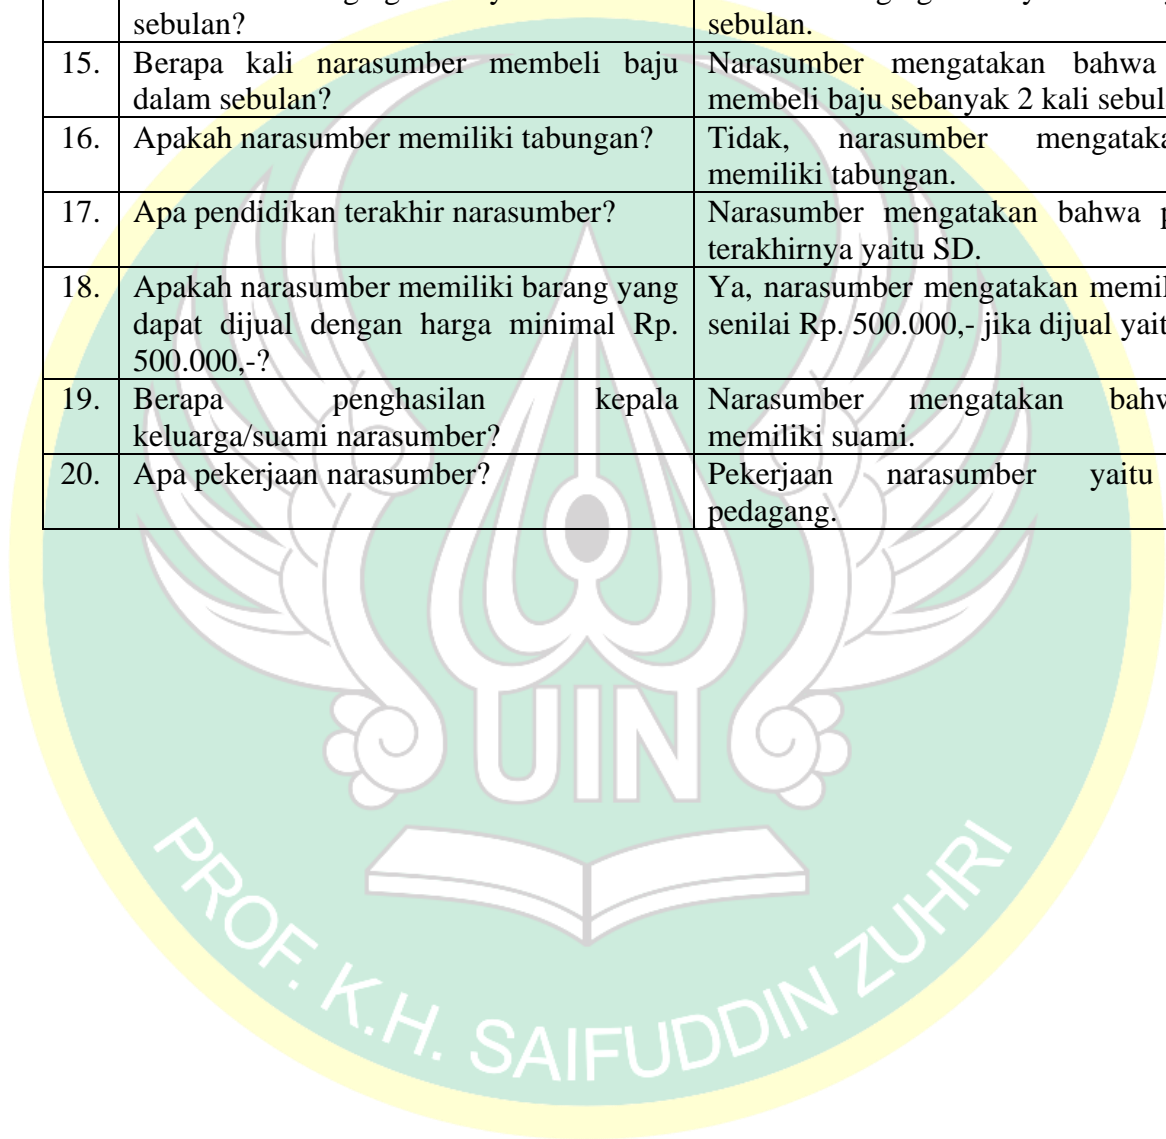 sebulan?
sebulan.
15. Berapa kali narasumber membeli baju
dalam sebulan?
Narasumber mengatakan bahwa
membeli baju sebanyak 2 kali
16. Apakah narasumber memiliki tabungan?
Tidak, narasumber
memiliki tabungan.
17. Apa pendidikan terakhir narasumber?
Narasumber mengatakan bahwa
terakhirnya yaitu SD.
18. Apakah narasumber memiliki barang yang
dapat dijual dengan harga minimal Rp.
500.000,-?
Ya, narasumber mengatakan
senilai Rp. 500.000,- jika dijual
19. Berapa penghasilan kepala
keluarga/suami narasumber?
Narasumber mengatakan
memiliki suami.
20. Apa pekerjaan narasumber?
Pekerjaan narasumber yaitu
pedagang.
UIN
PROF. K.H. SAIFUDDIN ZUHRI